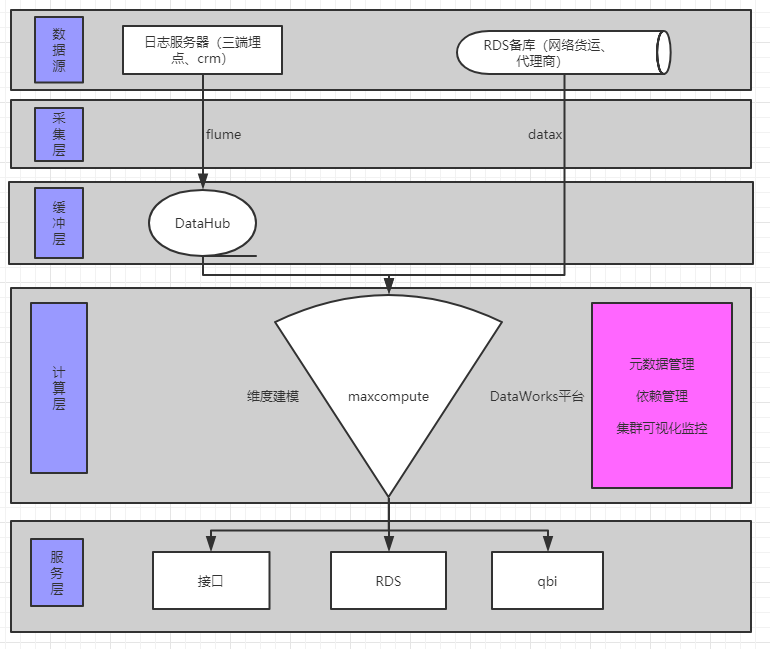 数
据
源
日志服务器（三端埋
点、crm）
RDS备库（网络货运、
代理商）
采
集
层
flume
datax
缓
冲
层
DataHub
计
算
层
维度建模
maxcompute
DataWorks平台
元数据管理
依赖管理
集群可视化监控
服
务
层
接口
RDS
qbi